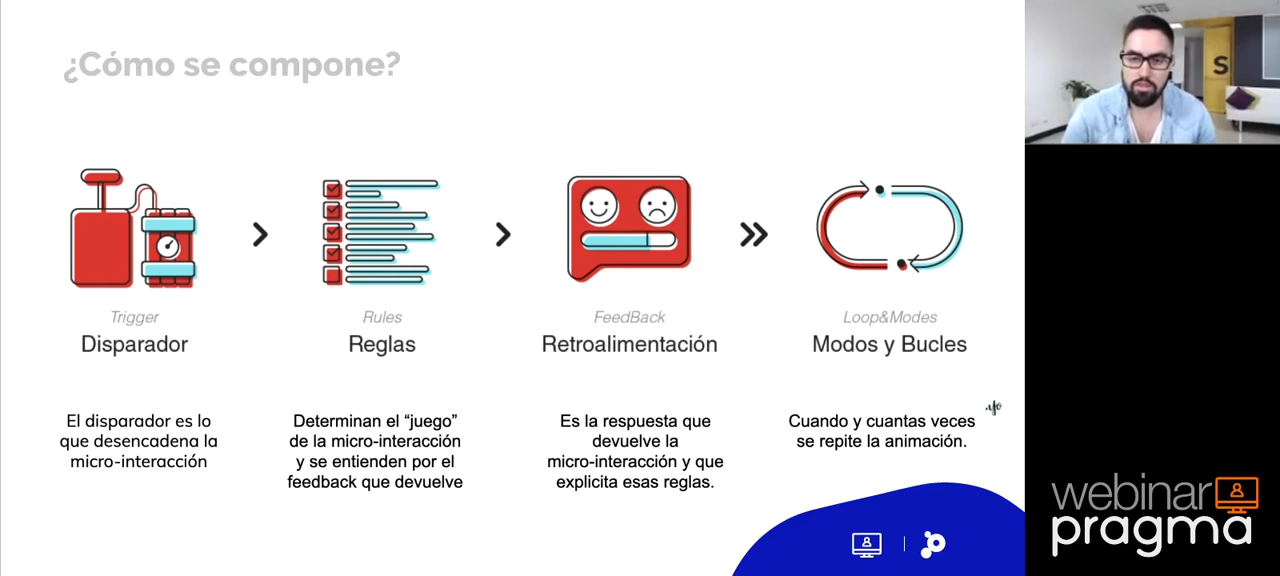 ¿Cómo se compone?
Trigger
Disparador
El disparador es lo
que desencadena la
micro-interacción
Rules
Reglas
Determinan el “juego”
de la micro-interacción
y se entienden por el
feedback que devuelve
FeedBack
Retroalimentación
Es la respuesta que
devuelve la
micro-interacción y que
explicita esas reglas.
Loop&Modes
Modos y Bucles
Cuando y cuantas veces
se repite la animación.
S
webinar
pragma